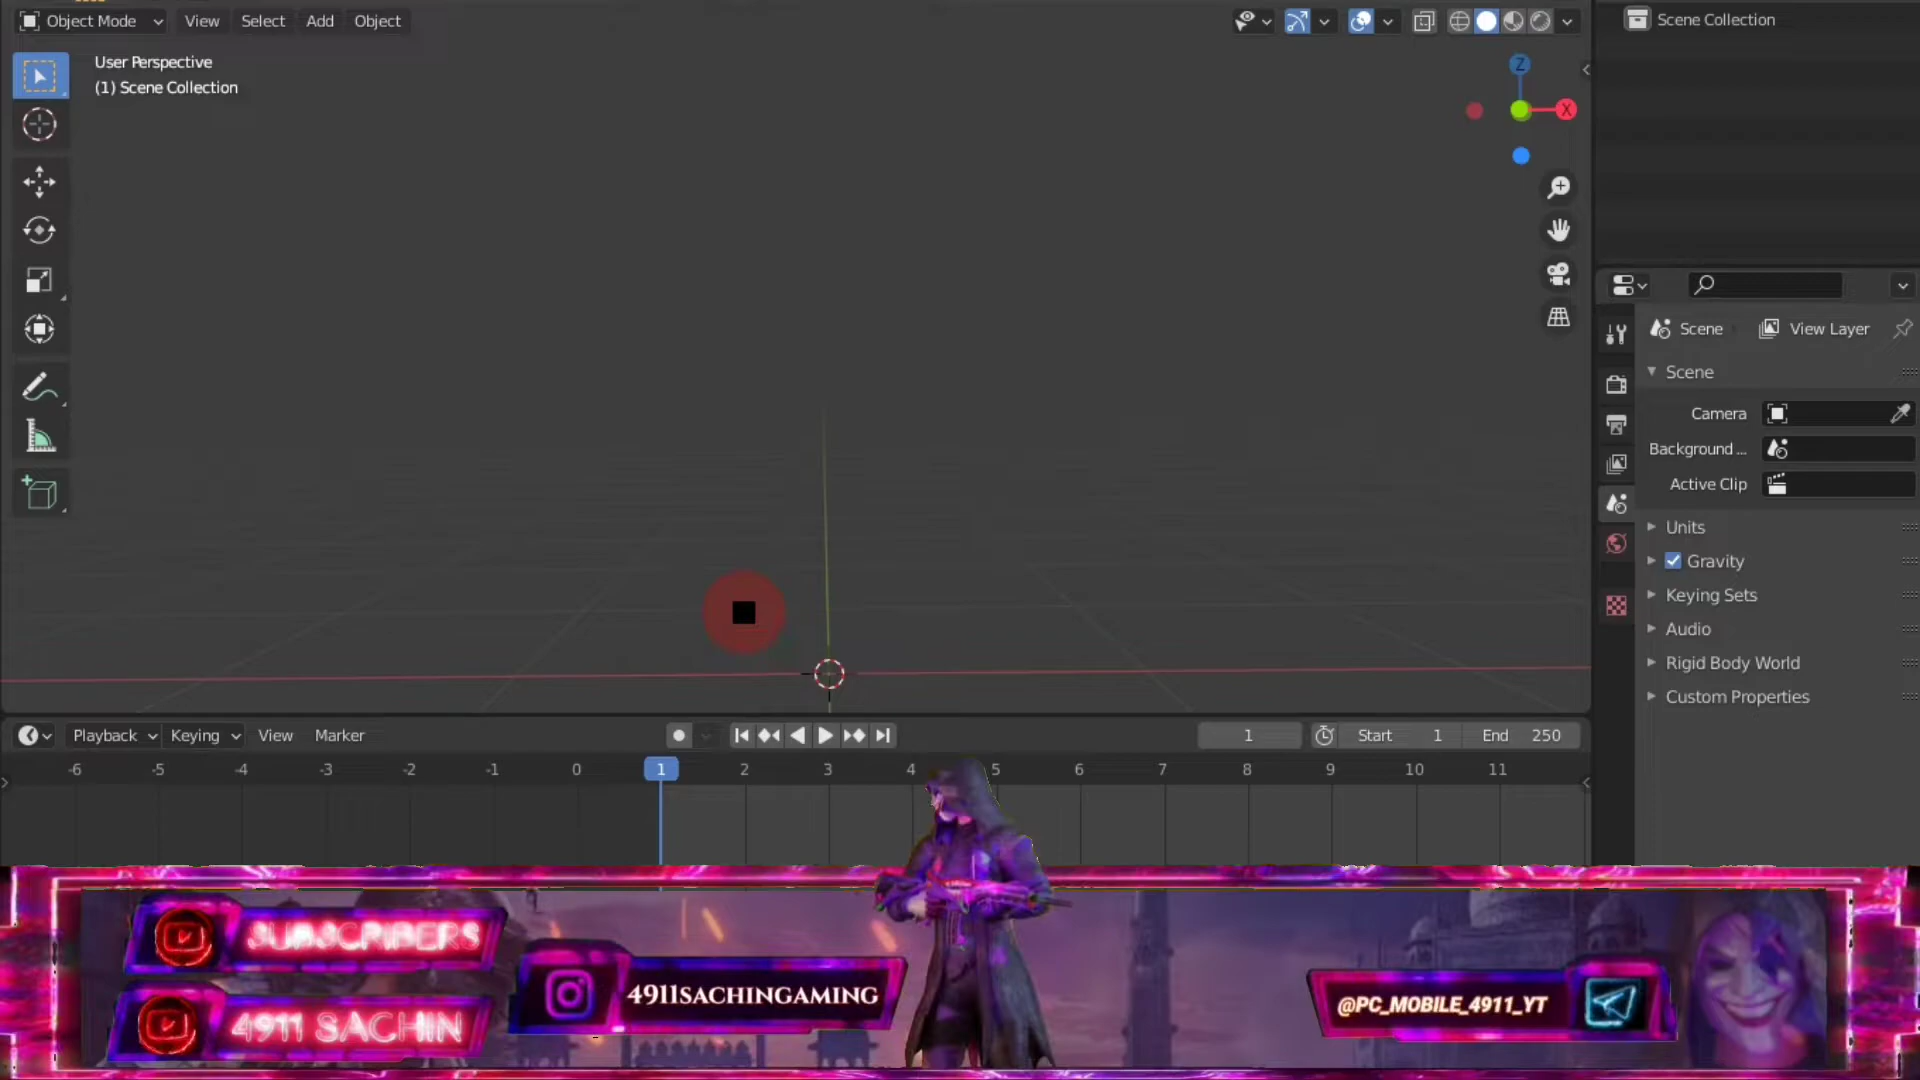 Object Mode View Select Add Object
Scene Collection
User Perspective
(1) Scene Collection
Z
X
Scene View Layer
Scene
Camera
Background ...
Active Clip
Units
Gravity
Keying Sets
Audio
Rigid Body World
Custom Properties
Playback Keying View Marker 1 Start 1 End 250
-6 -5 -4 -3 -2 -1 0 1 2 3 4 5 6 7 8 9 10 11
SUBSCRIBERS
4911SACHINGAMING
@PC_MOBILE_4911_YT
4911 SACHIN